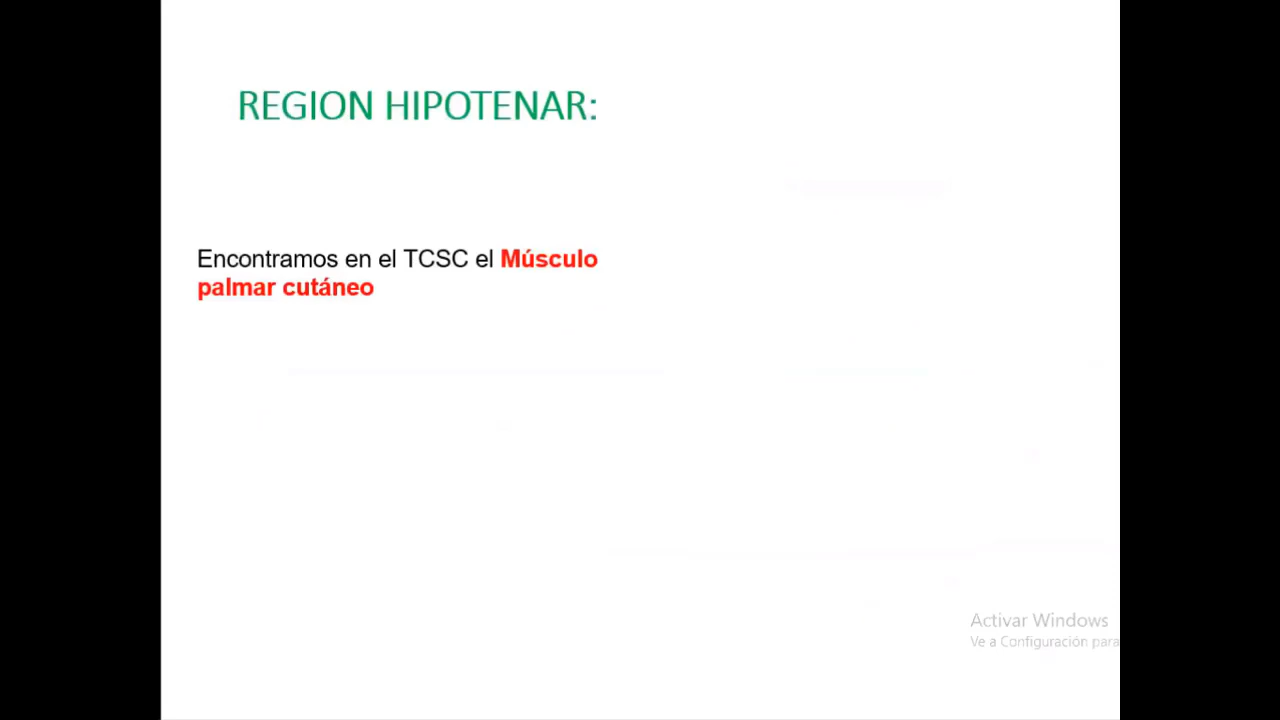 REGION HIPOTENAR:
Encontramos en el TCSC el Músculo
palmar cutáneo
Activar Windows
Ve a Configuración para